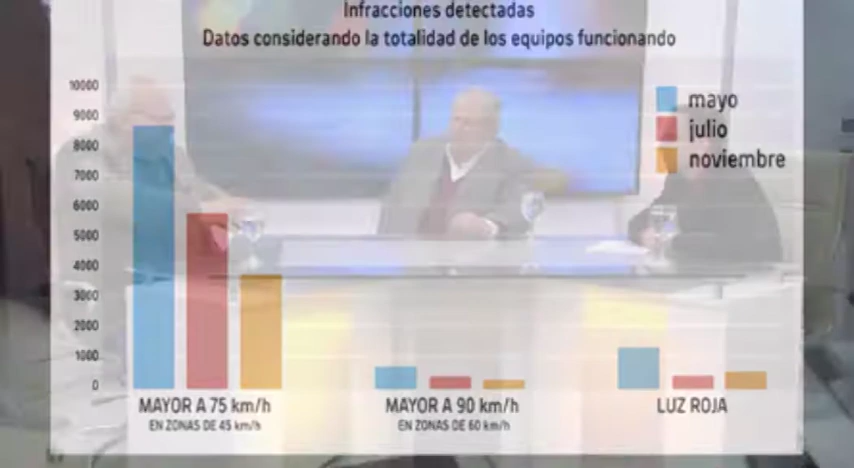 Infracciones detectadas
Datos considerando la totalidad de los equipos funcionando
10000
9000
8000
7000
6000
5000
4000
3000
2000
1000
0
mayo
julio
noviembre
MAYOR A 75 km/h
EN ZONAS DE 45 km/h
MAYOR A 90 km/h
EN ZONAS DE 60 km/h
LUZ ROJA